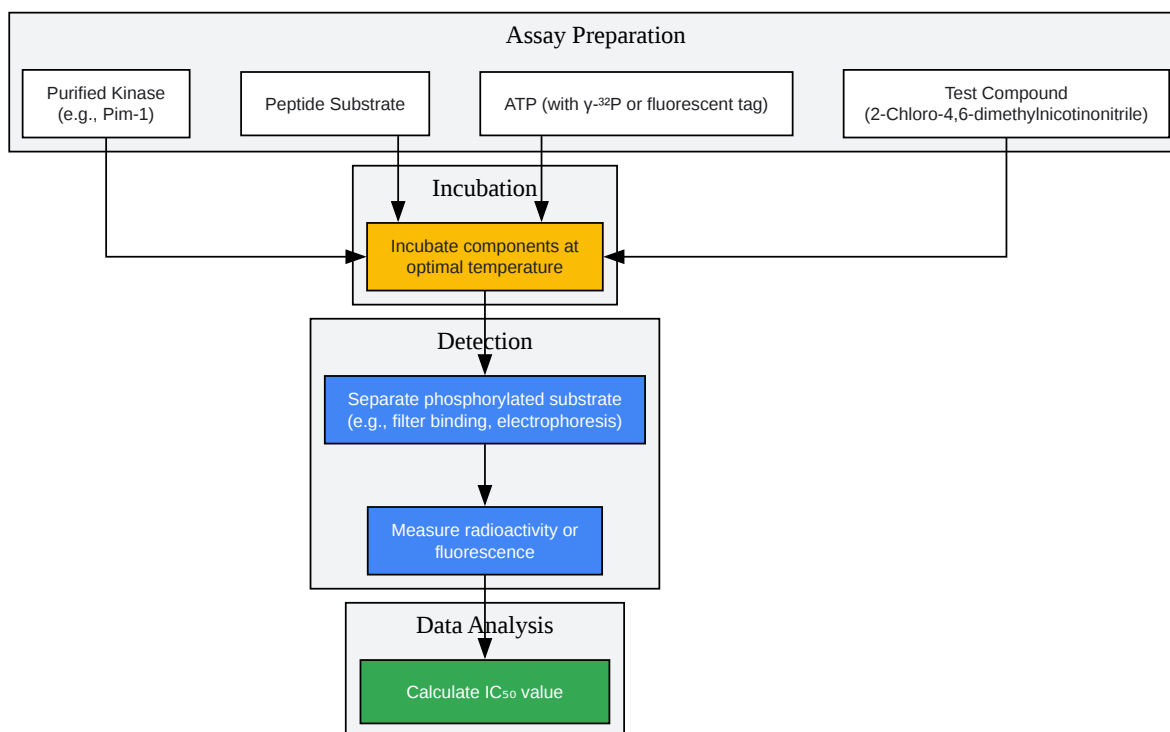 Assay Preparation
Purified Kinase
(e.g., Pim-1)
Peptide Substrate
ATP (with γ-³²P or fluorescent tag)
Test Compound
(2-Chloro-4,6-dimethylnicotinonitrile)
Incubation
Incubate components at
optimal temperature
Detection
Separate phosphorylated substrate
(e.g., filter binding, electrophoresis)
Measure radioactivity or
fluorescence
Data Analysis
Calculate IC₅₀ value